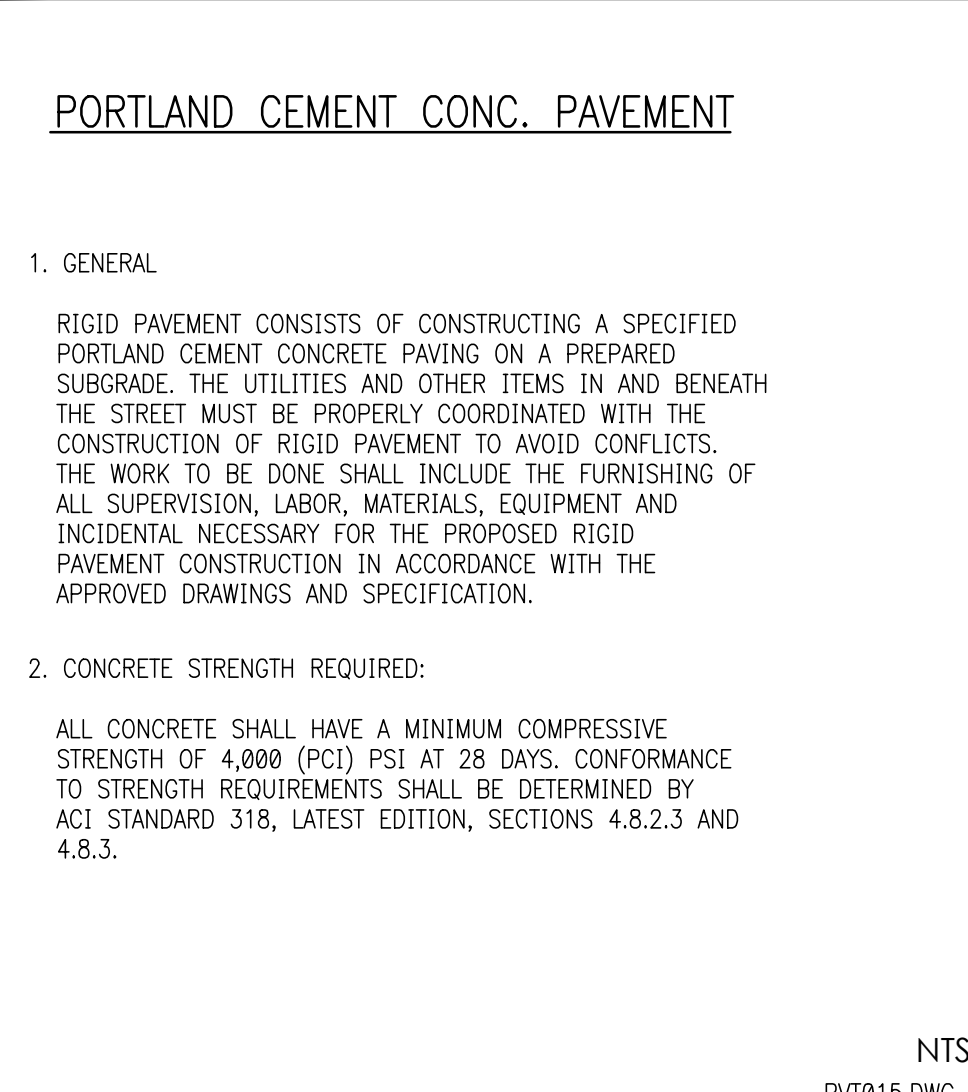 PORTLAND CEMENT CONC. PAVEMENT
1. GENERAL
RIGID PAVEMENT CONSISTS OF CONSTRUCTING A SPECIFIED
PORTLAND CEMENT CONCRETE PAVING ON A PREPARED
SUBGRADE. THE UTILITIES AND OTHER ITEMS IN AND BENEATH
THE STREET MUST BE PROPERLY COORDINATED WITH THE
CONSTRUCTION OF RIGID PAVEMENT TO AVOID CONFLICTS.
THE WORK TO BE DONE SHALL INCLUDE THE FURNISHING OF
ALL SUPERVISION, LABOR, MATERIALS, EQUIPMENT AND
INCIDENTAL NECESSARY FOR THE PROPOSED RIGID
PAVEMENT CONSTRUCTION IN ACCORDANCE WITH THE
APPROVED DRAWINGS AND SPECIFICATION.
2. CONCRETE STRENGTH REQUIRED:
ALL CONCRETE SHALL HAVE A MINIMUM COMPRESSIVE
STRENGTH OF 4,000 (PCI) PSI AT 28 DAYS. CONFORMANCE
TO STRENGTH REQUIREMENTS SHALL BE DETERMINED BY
ACI STANDARD 318, LATEST EDITION, SECTIONS 4.8.2.3 AND
4.8.3.
NTS
PVT015.DWG